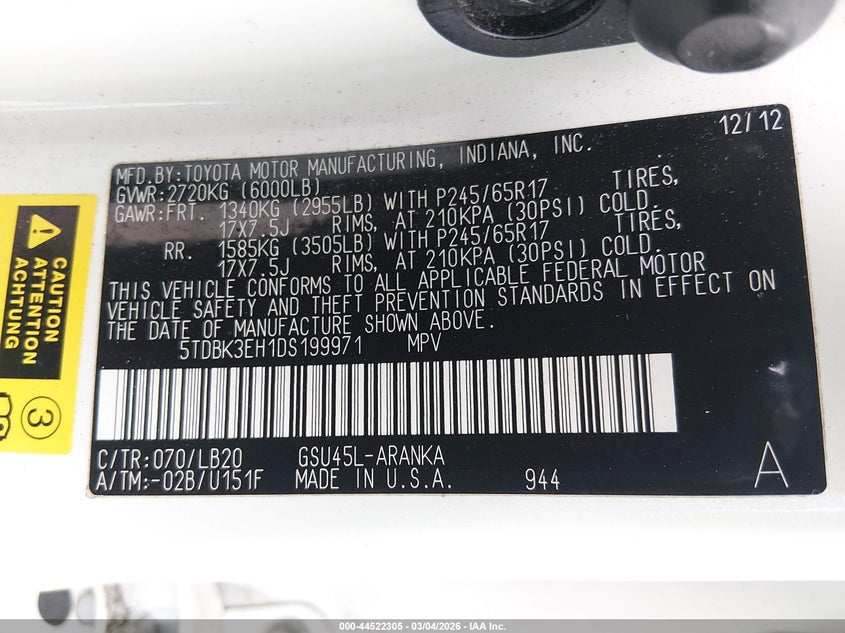 12/12
MFD.BY:TOYOTA MOTOR MANUFACTURING, INDIANA, INC.
GVWR:2720KG (6000LB)
GAWR:FRT. 1340KG (2955LB) WITH P245/65R17 TIRES,
17X7.5J RIMS, AT 210KPA (30PSI) COLD.
RR. 1585KG (3505LB) WITH P245/65R17 TIRES,
17X7.5J RIMS, AT 210KPA (30PSI) COLD.
THIS VEHICLE CONFORMS TO ALL APPLICABLE FEDERAL MOTOR
VEHICLE SAFETY AND THEFT PREVENTION STANDARDS IN EFFECT ON
THE DATE OF MANUFACTURE SHOWN ABOVE.
5TDBK3EH1DS199971 MPV
C/TR:070/LB20 GSU45L-ARANKA
A/TM:-02B/U151F MADE IN U.S.A. 944 A
CAUTION
ATTENTION
ACHTUNG
3
000-44522305 - 03/04/2026 - IAA Inc.